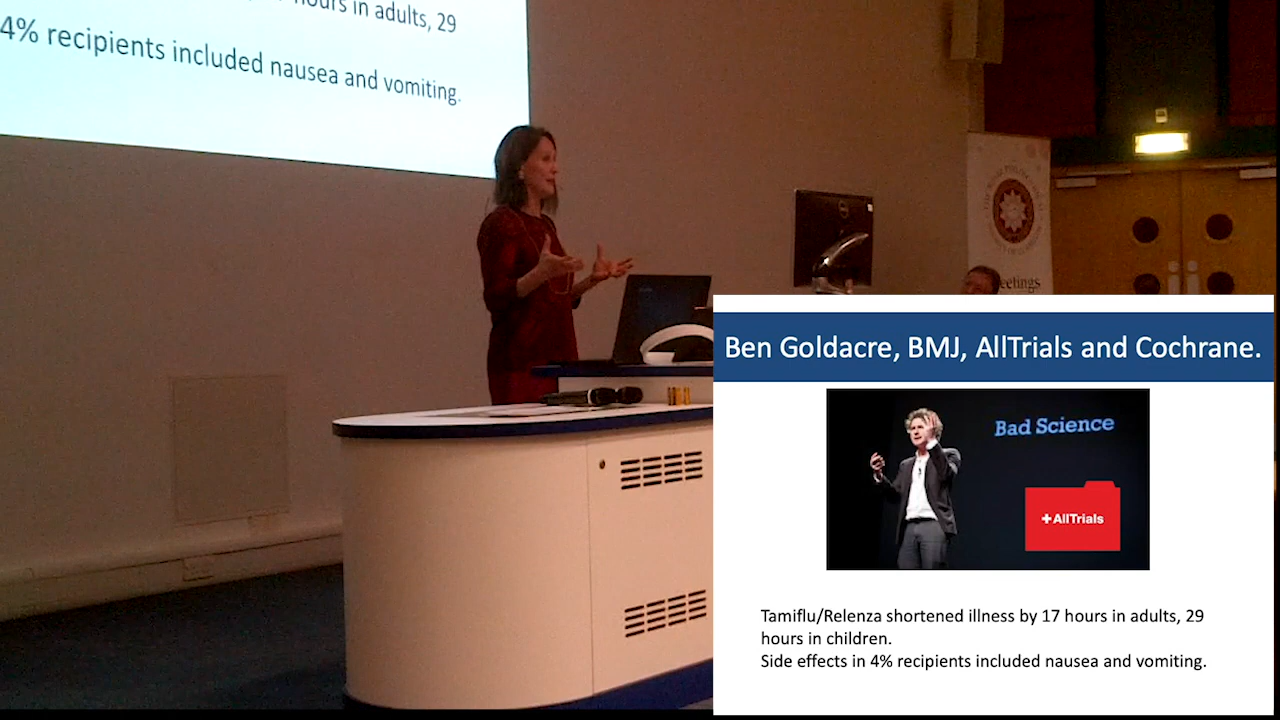 hours in adults, 29
4% recipients included nausea and vomiting.
eetings
Ben Goldacre, BMJ, AllTrials and Cochrane.
Bad Science
+AllTrials
Tamiflu/Relenza shortened illness by 17 hours in adults, 29
hours in children.
Side effects in 4% recipients included nausea and vomiting.